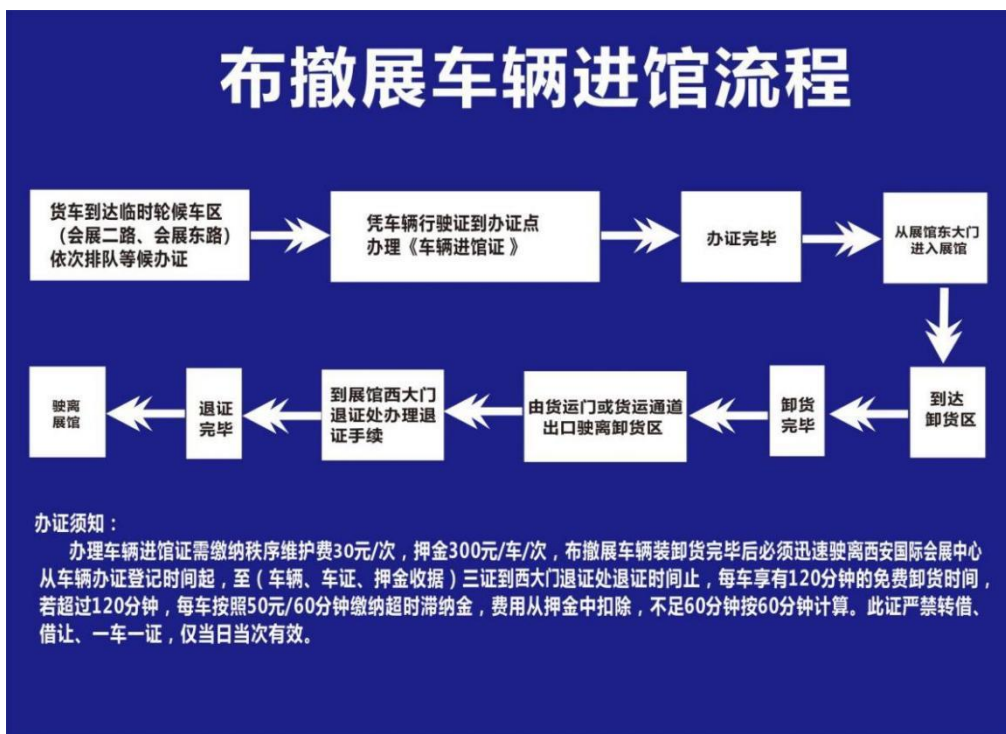 布撤展车辆进馆流程
货车到达临时轮候车区
（会展二路、会展东路）
依次排队等候办证
凭车辆行驶证到办证点
办理《车辆进馆证 》
办证完毕
从展馆东大门
进入展馆
到达
卸货区
卸货
完毕
由货运门或货运通道
出口驶离卸货区
到展馆西大门
退证处办理退
证手续
退证
完毕
驶离
展馆
办证须知：
办理车辆进馆证需缴纳秩序维护费30元/次，押金300元/车/次，布撤展车辆装卸货完毕后必须迅速驶离西安国际会展中心
从车辆办证登记时间起，至（车辆、车证、押金收据）三证到西大门退证处退证时间止，每车享有120分钟的免费卸货时间，
若超过120分钟，每车按照50元/60分钟缴纳超时滞纳金，费用从押金中扣除，不足60分钟按60分钟计算。此证严禁转借、
借让、一车一证，仅当日当次有效。